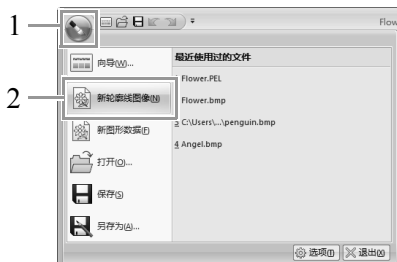 1
Flow
最近使用过的文件
向导(W)...
Flower.PEL
2
新轮廓线图像(N)
Flower.bmp
新图形数据(F)
3 C:\Users\...\penguin.bmp
4 Angel.bmp
打开(O)...
保存(S)
另存为(A)...
选项(I)
退出(X)